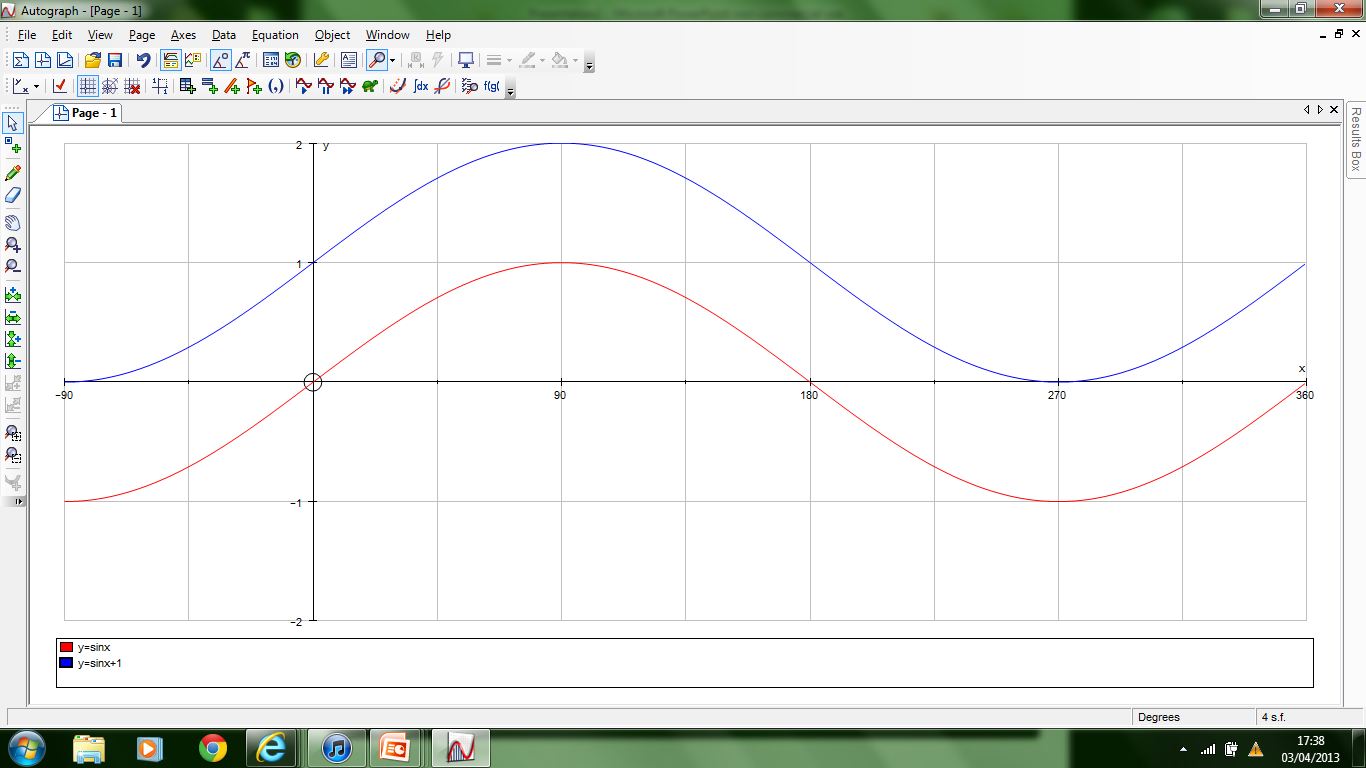 Autograph - [Page - 1]
File Edit View Page Axes Data Equation Object Window Help
Page - 1
Results Box
2 y
1
x
−90 90 180 270 360
−1
−2
y=sinx
y=sinx+1
Degrees 4 s.f.
17:38
03/04/2013